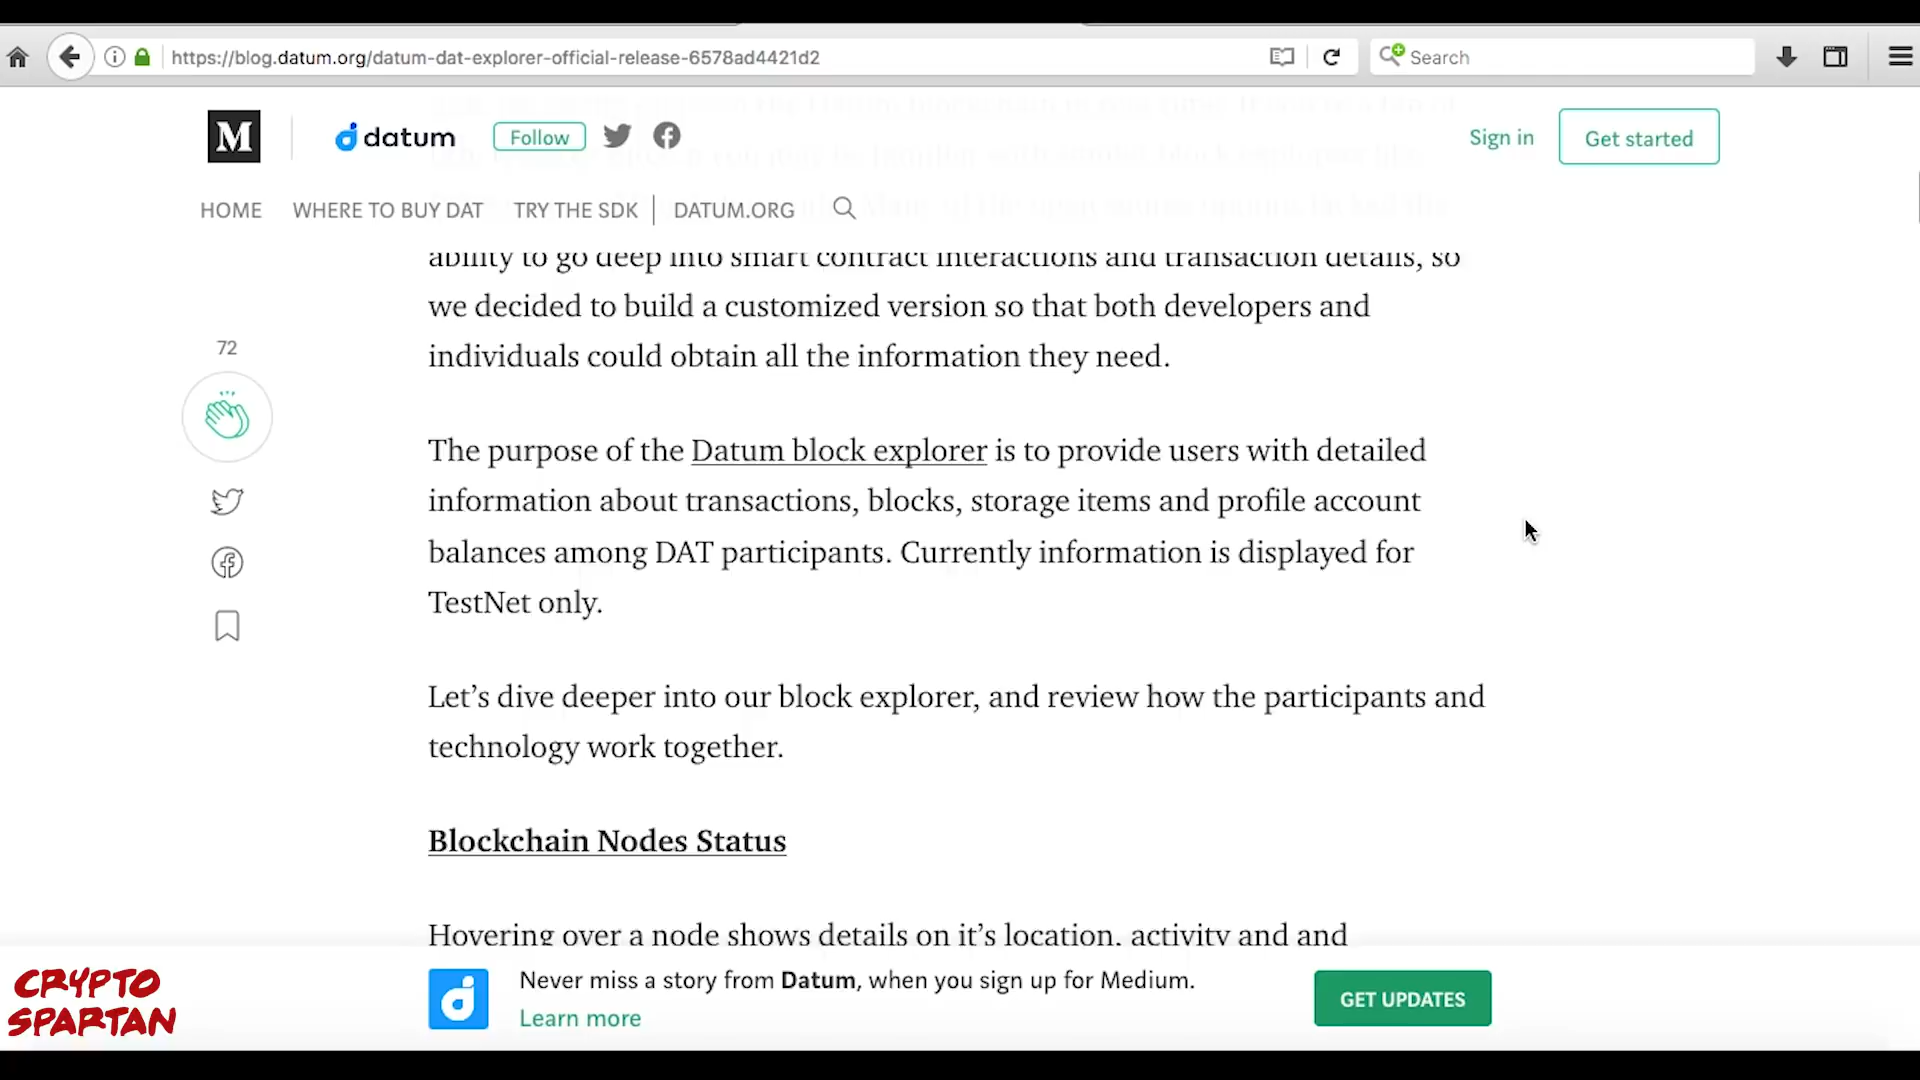 https://blog.datum.org/datum-dat-explorer-official-release-6578ad4421d2
Search
M
datum
Follow
Sign in
Get started
HOME
WHERE TO BUY DAT
TRY THE SDK
DATUM.ORG
ability to go deep into smart contract interactions and transaction details, so
we decided to build a customized version so that both developers and
individuals could obtain all the information they need.
72
The purpose of the Datum block explorer is to provide users with detailed
information about transactions, blocks, storage items and profile account
balances among DAT participants. Currently information is displayed for
TestNet only.
Let’s dive deeper into our block explorer, and review how the participants and
technology work together.
Blockchain Nodes Status
Hovering over a node shows details on it’s location, activity and and
Never miss a story from Datum, when you sign up for Medium.
Learn more
GET UPDATES
CRYPTO
SPARTAN